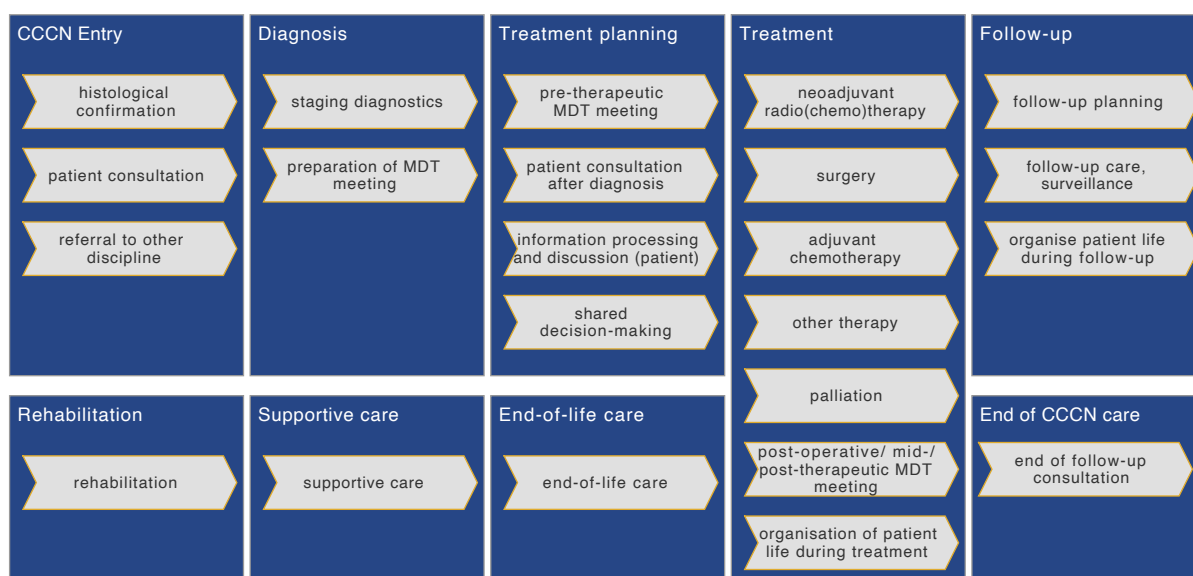 CCCN Entry
histological
confirmation
patient consultation
referral to other
discipline
Diagnosis
staging diagnostics
preparation of MDT
meeting
Treatment planning
pre-therapeutic
MDT meeting
patient consultation
after diagnosis
information processing
and discussion (patient)
shared
decision-making
Treatment
neoadjuvant
radio(chemo)therapy
surgery
adjuvant
chemotherapy
other therapy
palliation
post-operative/ mid-/
post-therapeutic MDT
meeting
organisation of patient
life during treatment
Follow-up
follow-up planning
follow-up care,
surveillance
organise patient life
during follow-up
Rehabilitation
rehabilitation
Supportive care
supportive care
End-of-life care
end-of-life care
End of CCCN care
end of follow-up
consultation